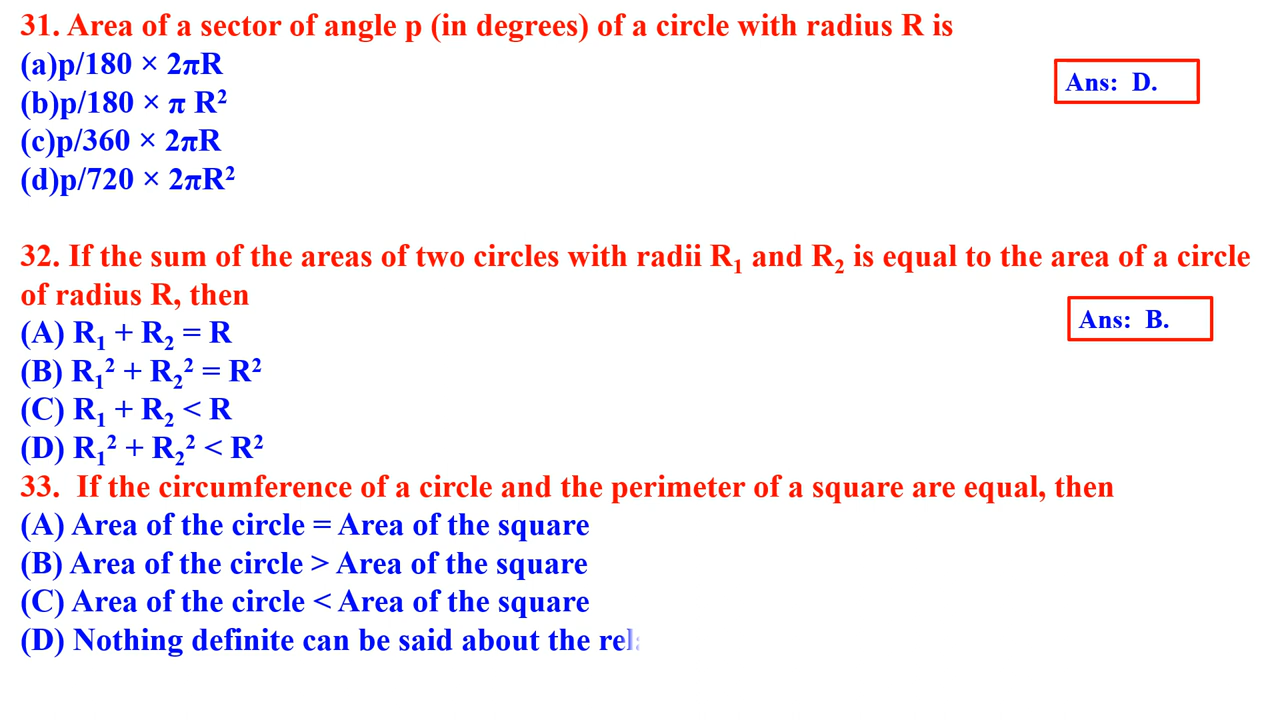 31. Area of a sector of angle p (in degrees) of a circle with radius R is
(a)p/180 × 2πR
Ans:  D.
(b)p/180 × π R²
(c)p/360 × 2πR
(d)p/720 × 2πR²
32. If the sum of the areas of two circles with radii R₁ and R₂ is equal to the area of a circle
of radius R, then
Ans:  B.
(A) R₁ + R₂ = R
(B) R₁² + R₂² = R²
(C) R₁ + R₂ < R
(D) R₁² + R₂² < R²
33.  If the circumference of a circle and the perimeter of a square are equal, then
(A) Area of the circle = Area of the square
(B) Area of the circle > Area of the square
(C) Area of the circle < Area of the square
(D) Nothing definite can be said about the